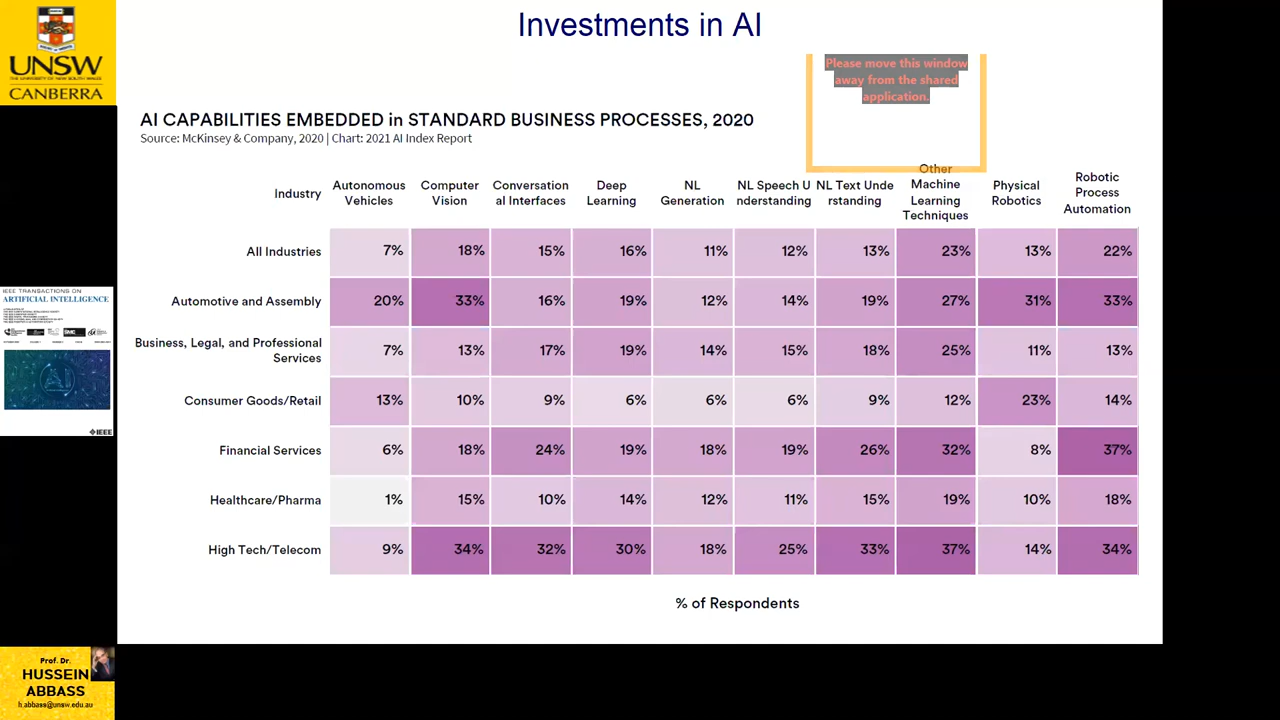 Investments in AI
UNSW
THE UNIVERSITY OF NEW SOUTH WALES
CANBERRA
Please move this window
away from the shared
application.
AI CAPABILITIES EMBEDDED in STANDARD BUSINESS PROCESSES, 2020
Source: McKinsey & Company, 2020 | Chart: 2021 AI Index Report
Industry
Autonomous
Vehicles
Computer
Vision
Conversation
al Interfaces
Deep
Learning
NL
Generation
NL Speech U
nderstanding
NL Text Unde
rstanding
Other
Machine
Learning
Techniques
Physical
Robotics
Robotic
Process
Automation
All Industries 7% 18% 15% 16% 11% 12% 13% 23% 13% 22%
Automotive and Assembly 20% 33% 16% 19% 12% 14% 19% 27% 31% 33%
Business, Legal, and Professional
Services 7% 13% 17% 19% 14% 15% 18% 25% 11% 13%
Consumer Goods/Retail 13% 10% 9% 6% 6% 6% 9% 12% 23% 14%
Financial Services 6% 18% 24% 19% 18% 19% 26% 32% 8% 37%
Healthcare/Pharma 1% 15% 10% 14% 12% 11% 15% 19% 10% 18%
High Tech/Telecom 9% 34% 32% 30% 18% 25% 33% 37% 14% 34%
% of Respondents
IEEE TRANSACTIONS ON
ARTIFICIAL INTELLIGENCE
SMC
AI
IEEE
Prof. Dr.
HUSSEIN
ABBASS
h.abbass@unsw.edu.au